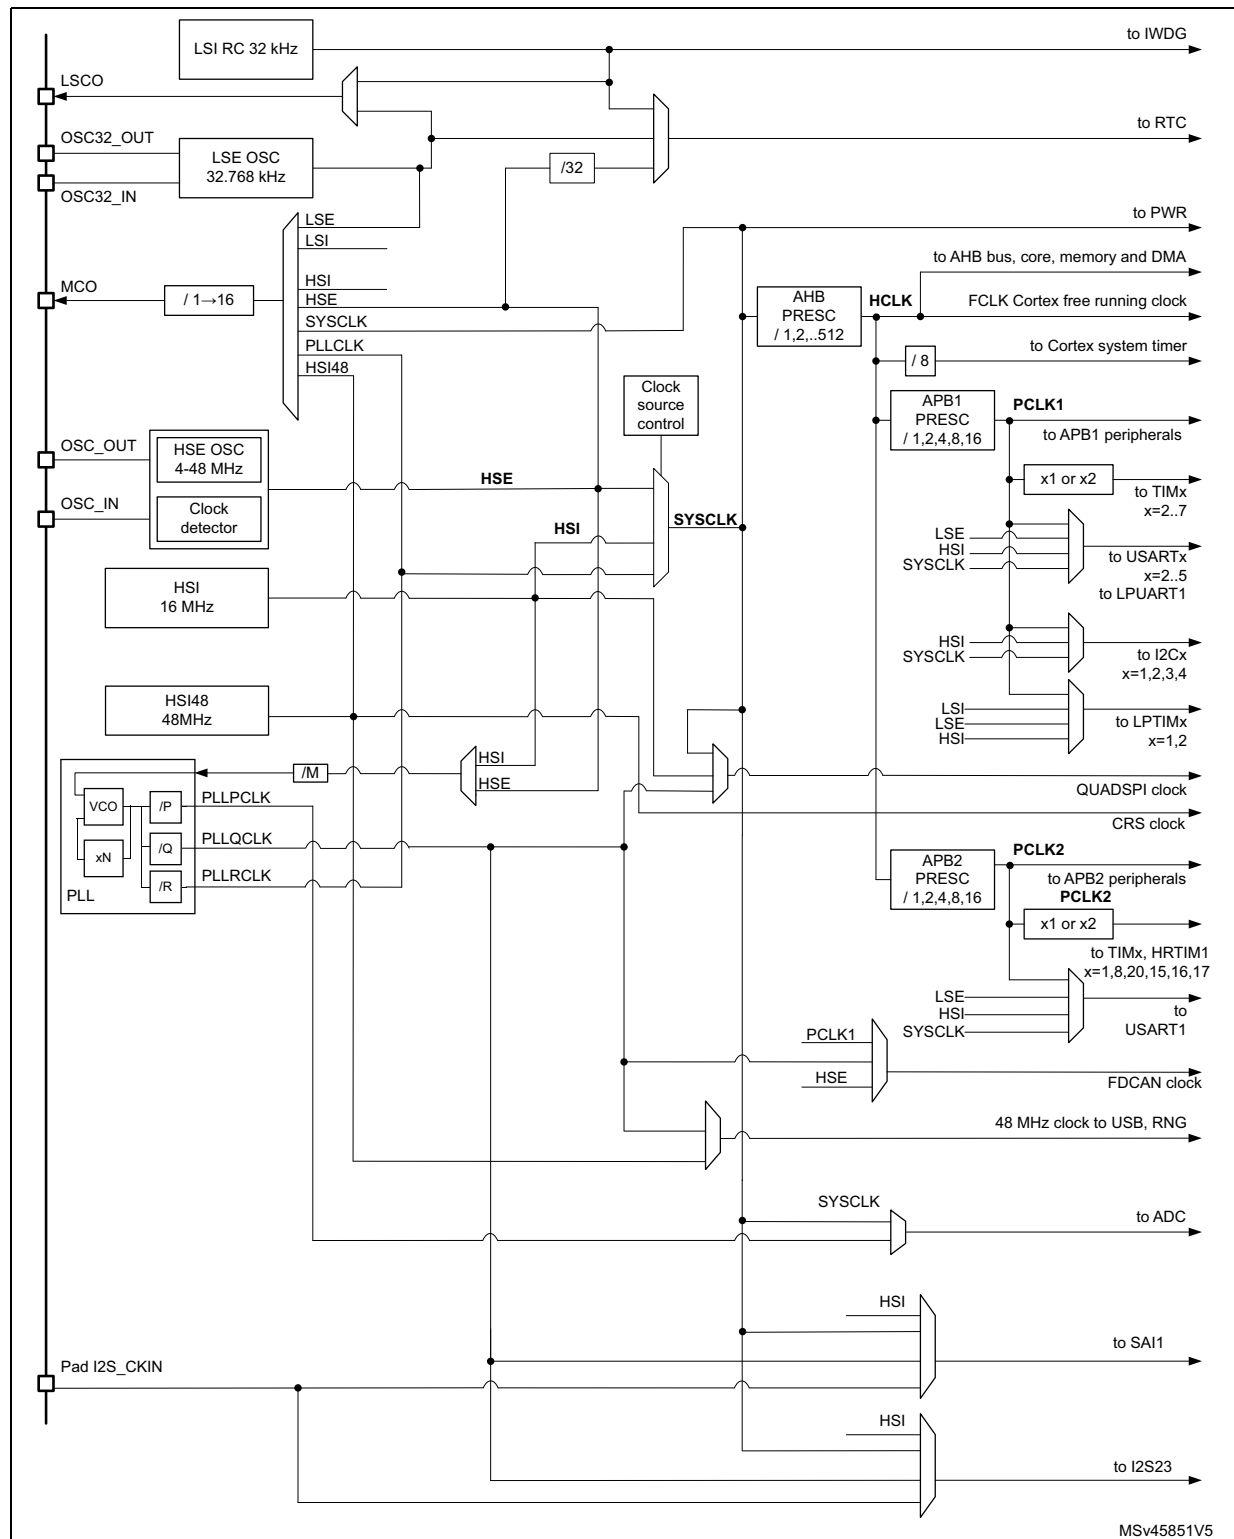 LSI RC 32 kHz
to IWDG
LSCO
OSC32_OUT
to RTC
LSE OSC
32.768 kHz
/32
OSC32_IN
LSE
to PWR
LSI
to AHB bus, core, memory and DMA
MCO
/ 1→16
HSI
HSE
AHB
PRESC
/ 1,2,..512
HCLK
FCLK Cortex free running clock
SYSCLK
PLLCLK
HSI48
/ 8
to Cortex system timer
Clock
source
control
APB1
PRESC
/ 1,2,4,8,16
PCLK1
to APB1 peripherals
OSC_OUT
HSE OSC
4-48 MHz
HSE
x1 or x2
to TIMx
x=2..7
OSC_IN
Clock
detector
HSI
SYSCLK
LSE
HSI
SYSCLK
to USARTx
x=2..5
to LPUART1
HSI
16 MHz
HSI
SYSCLK
to I2Cx
x=1,2,3,4
HSI48
48MHz
LSI
LSE
HSI
to LPTIMx
x=1,2
/M
HSI
HSE
QUADSPI clock
VCO
xN
PLL
/P
/Q
/R
PLLPCLK
PLLQCLK
PLLRCLK
CRS clock
APB2
PRESC
/ 1,2,4,8,16
PCLK2
to APB2 peripherals
PCLK2
x1 or x2
to TIMx, HRTIM1
x=1,8,20,15,16,17
LSE
HSI
SYSCLK
to
USART1
PCLK1
HSE
FDCAN clock
48 MHz clock to USB, RNG
SYSCLK
to ADC
HSI
to SAI1
Pad I2S_CKIN
HSI
to I2S23
MSv45851V5